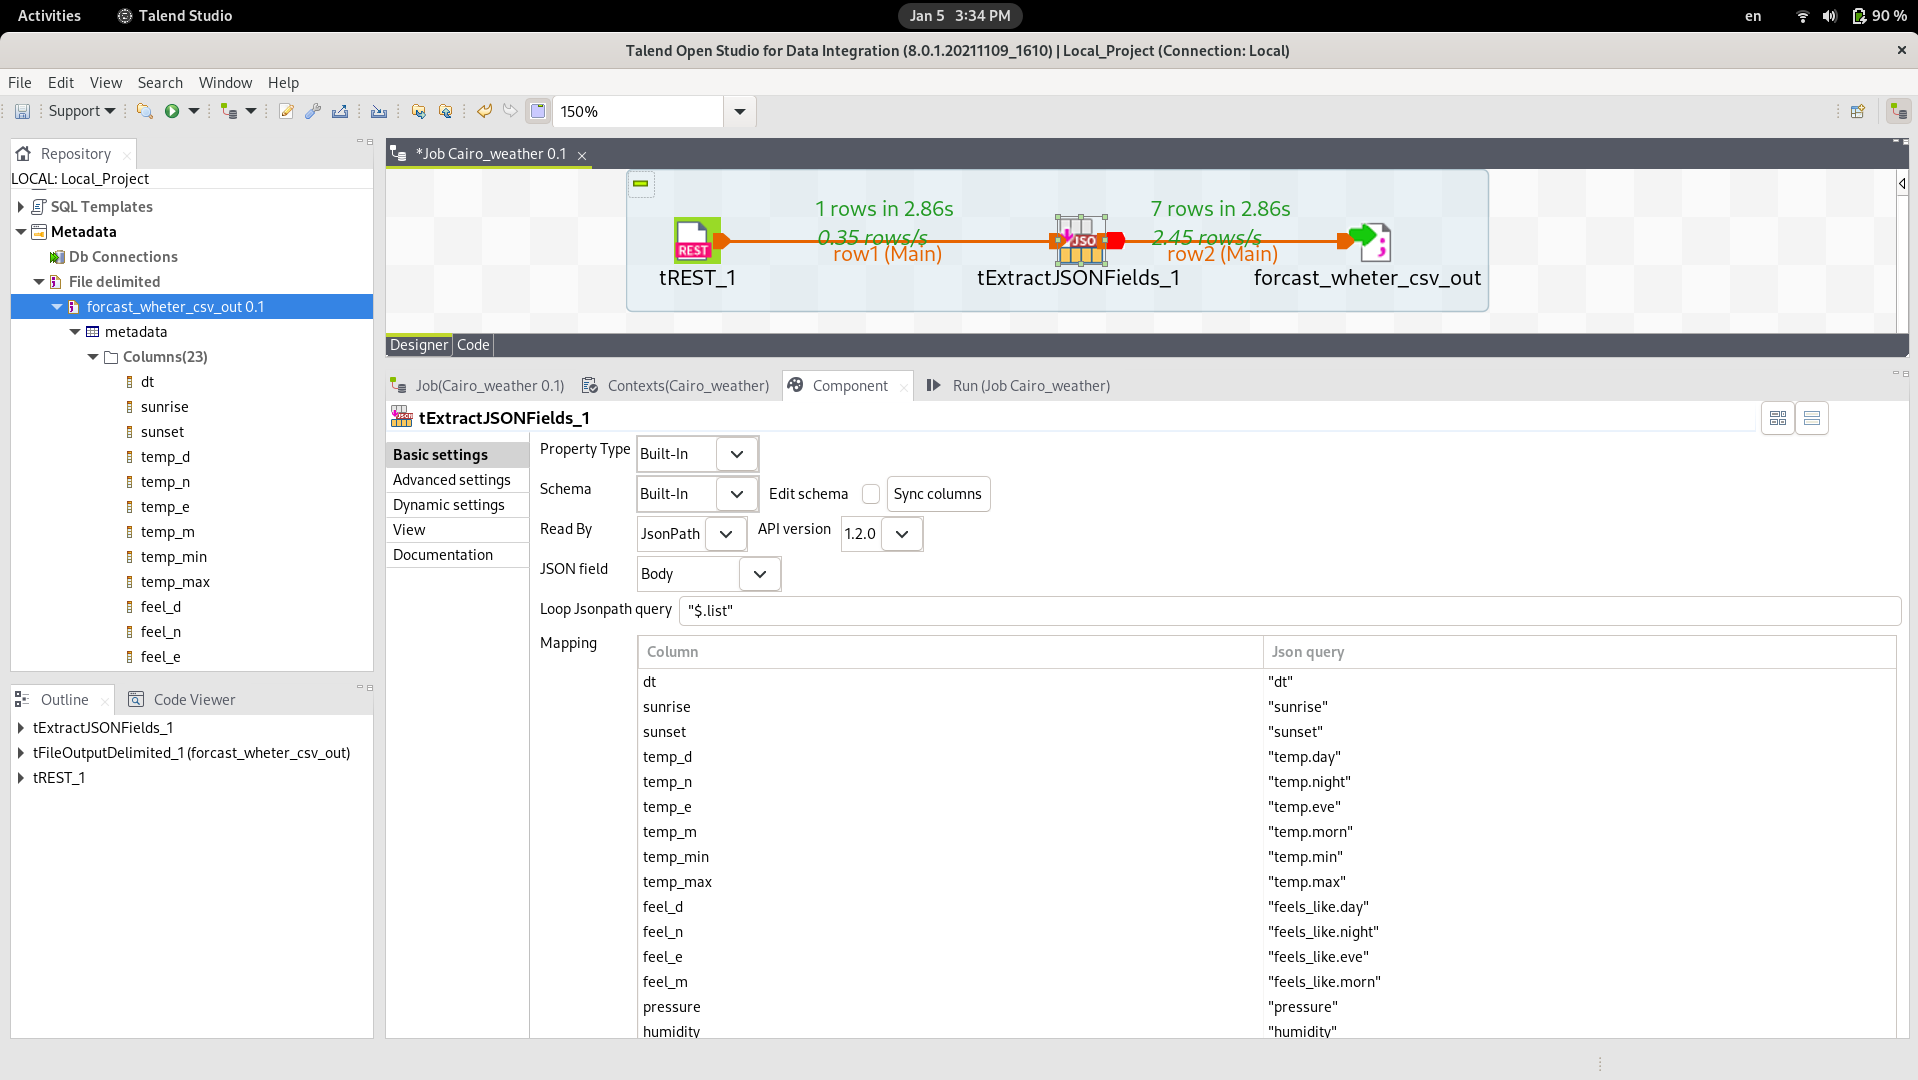 Activities
Talend Studio
Jan 5 3:34 PM
en
90 %
Talend Open Studio for Data Integration (8.0.1.20211109_1610) | Local_Project (Connection: Local)
File Edit View Search Window Help
Support
150%
Repository
LOCAL: Local_Project
SQL Templates
Metadata
Db Connections
File delimited
forcast_wheter_csv_out 0.1
metadata
Columns(23)
dt
sunrise
sunset
temp_d
temp_n
temp_e
temp_m
temp_min
temp_max
feel_d
feel_n
feel_e
Outline
Code Viewer
tExtractJSONFields_1
tFileOutputDelimited_1 (forcast_wheter_csv_out)
tREST_1
*Job Cairo_weather 0.1
1 rows in 2.86s
0.35 rows/s
row1 (Main)
7 rows in 2.86s
2.45 rows/s
row2 (Main)
REST
JSO
tREST_1
tExtractJSONFields_1
forcast_wheter_csv_out
Designer
Code
Job(Cairo_weather 0.1)
Contexts(Cairo_weather)
Component
Run (Job Cairo_weather)
tExtractJSONFields_1
Basic settings
Advanced settings
Dynamic settings
View
Documentation
Property Type Built-In
Schema Built-In Edit schema Sync columns
Read By JsonPath API version 1.2.0
JSON field Body
Loop Jsonpath query "$.list"
Mapping
Column Json query
dt "dt"
sunrise "sunrise"
sunset "sunset"
temp_d "temp.day"
temp_n "temp.night"
temp_e "temp.eve"
temp_m "temp.morn"
temp_min "temp.min"
temp_max "temp.max"
feel_d "feels_like.day"
feel_n "feels_like.night"
feel_e "feels_like.eve"
feel_m "feels_like.morn"
pressure "pressure"
humidity "humidity"